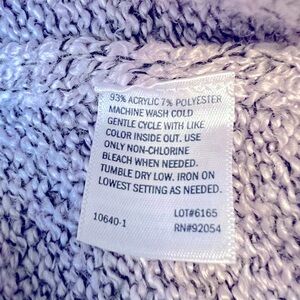 93% ACRYLIC 7% POLYESTER
MACHINE WASH COLD
GENTLE CYCLE WITH LIKE
COLOR INSIDE OUT. USE
ONLY NON-CHLORINE
BLEACH WHEN NEEDED.
TUMBLE DRY LOW. IRON ON
LOWEST SETTING AS NEEDED.
LOT#6165
10640-1 RN#92054